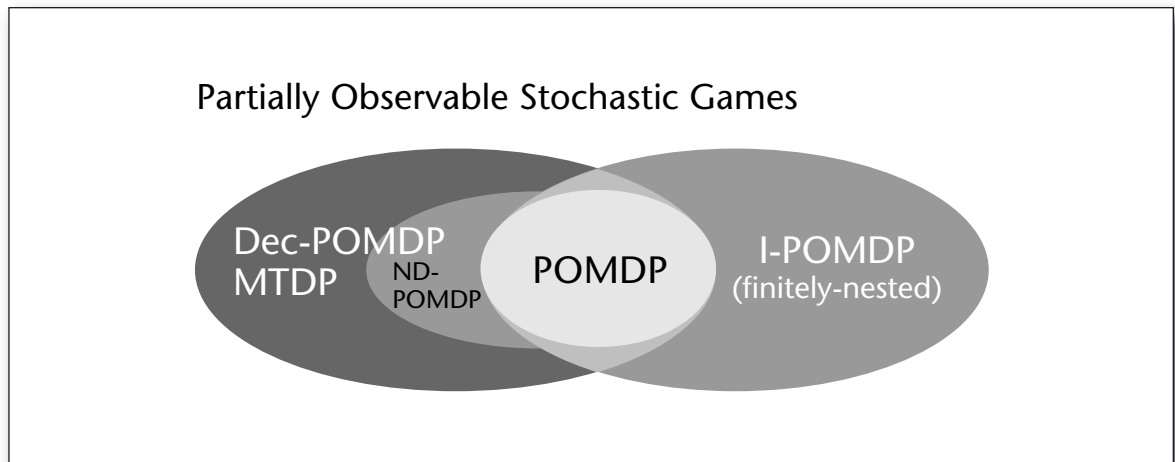 Partially Observable Stochastic Games
Dec-POMDP
MTDP
ND-
POMDP
POMDP
I-POMDP
(finitely-nested)